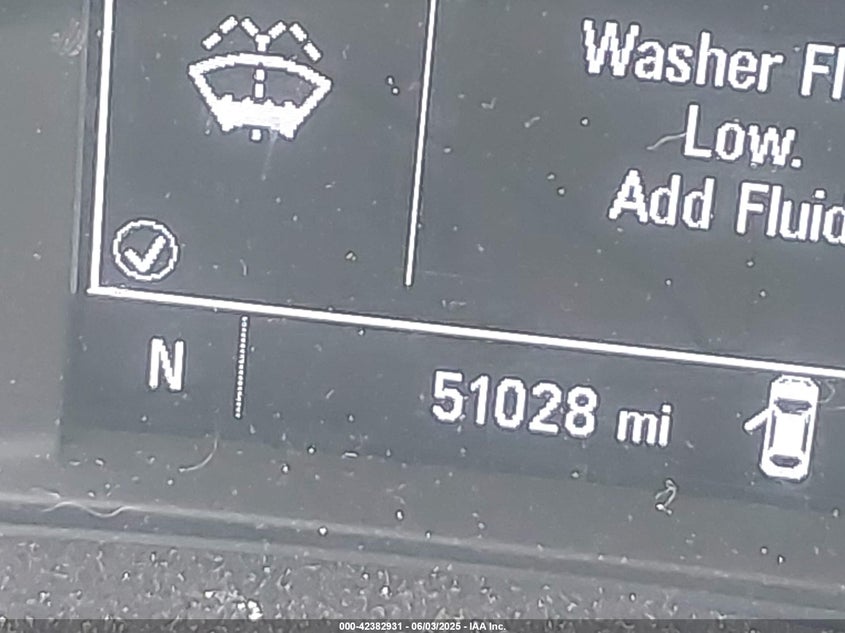 Washer Fl
Low.
Add Fluid
N
51028 mi
000-42382931 - 06/03/2025 - IAA Inc.